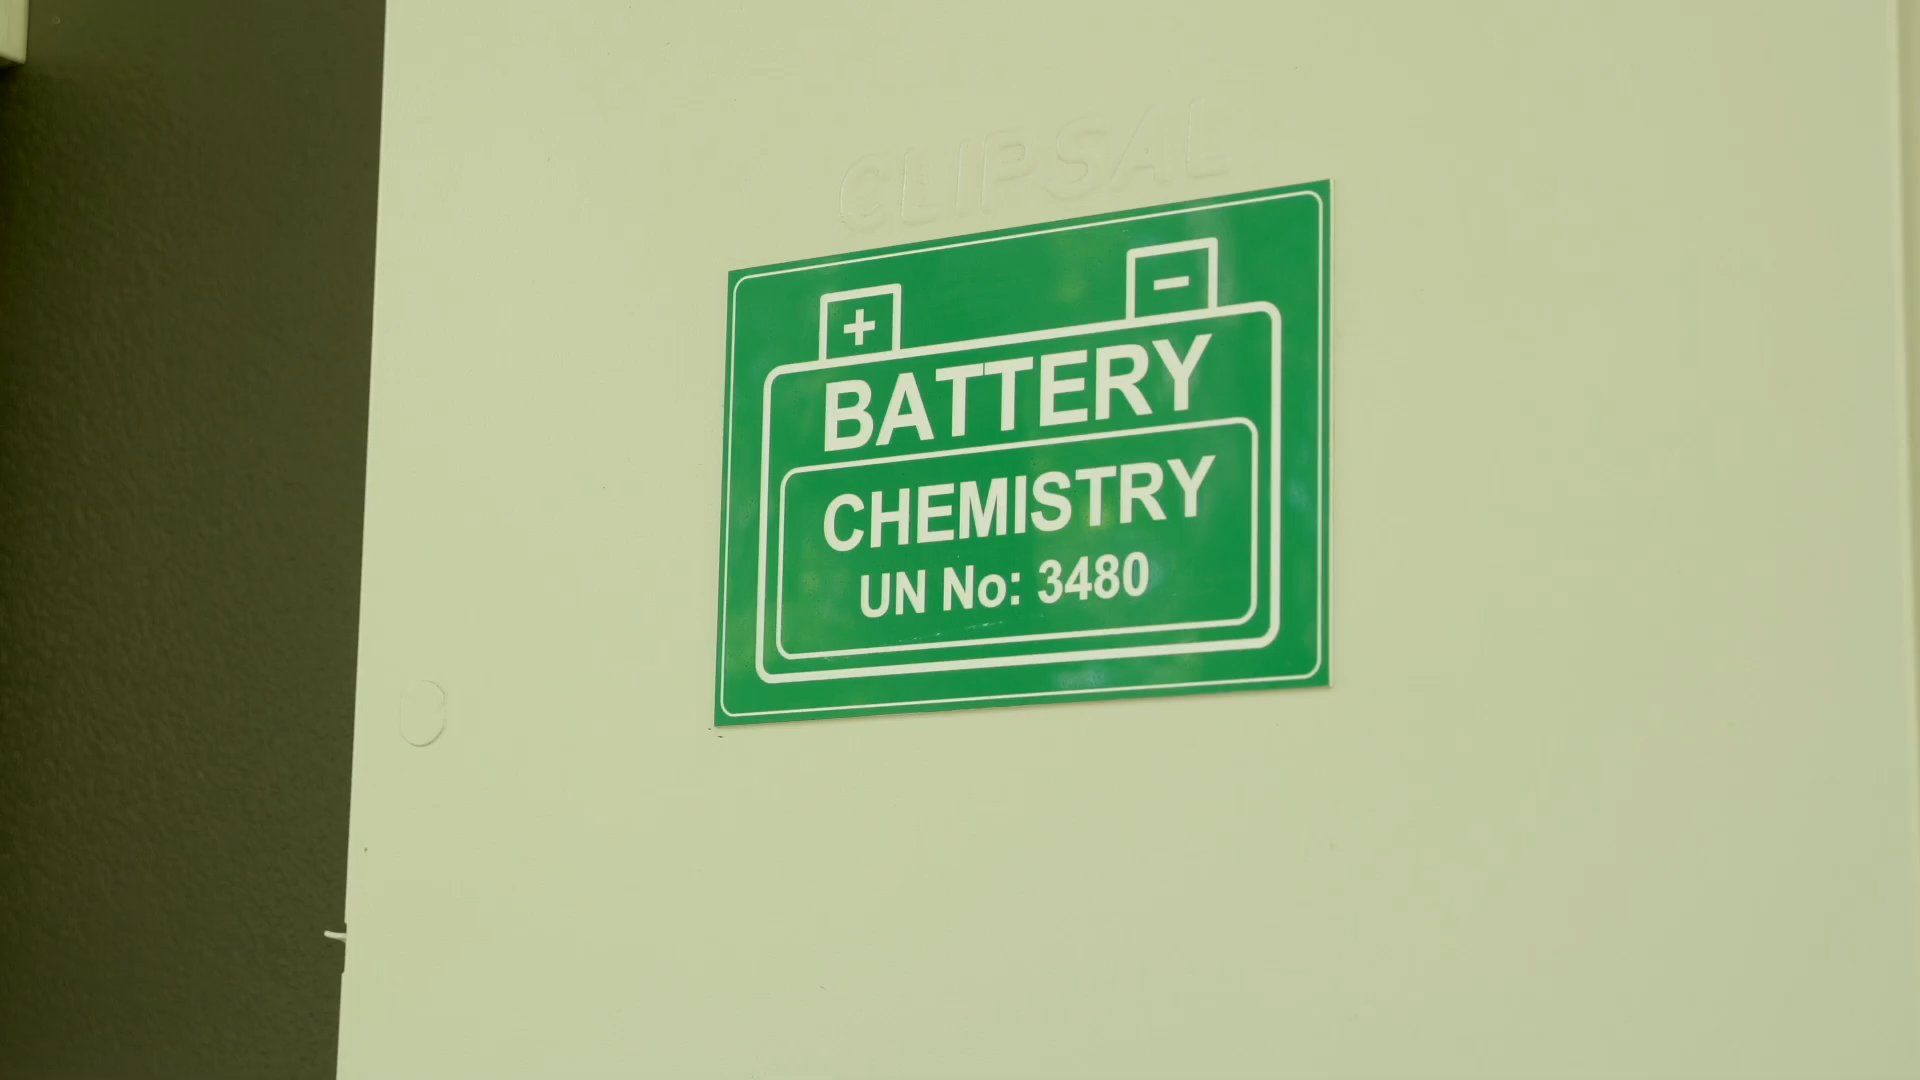 CLIPSAL
+ −
BATTERY
CHEMISTRY
UN No: 3480